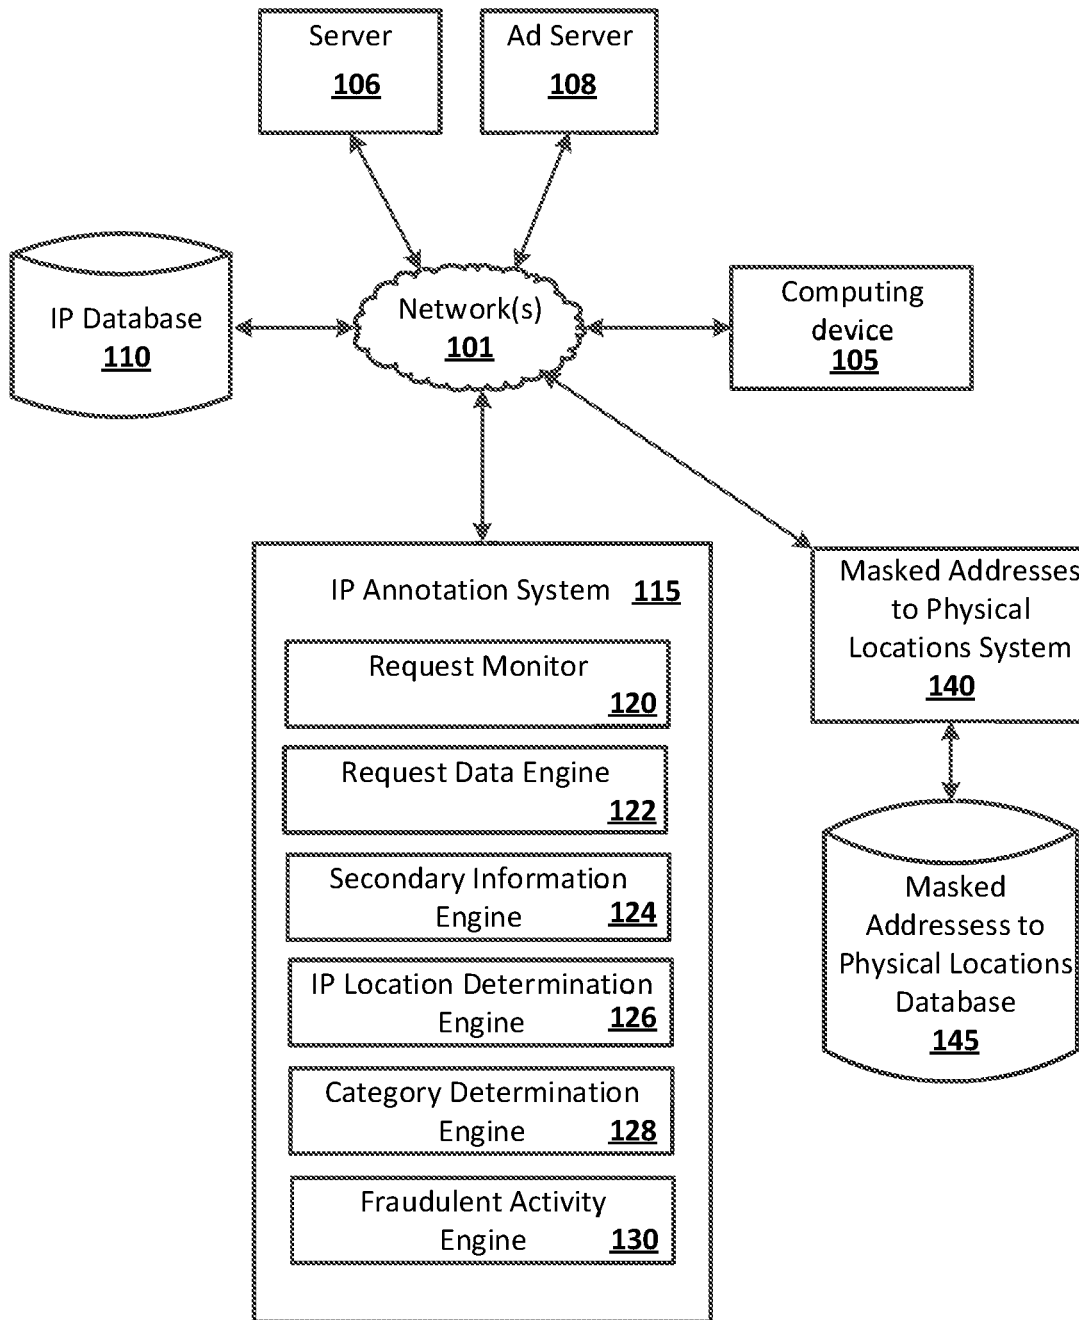 Server
106
Ad Server
108
IP Database
110
Network(s)
101
Computing
device
105
IP Annotation System 115
Request Monitor
120
Request Data Engine
122
Secondary Information
Engine 124
IP Location Determination
Engine 126
Category Determination
Engine 128
Fraudulent Activity
Engine 130
Masked Addresses
to Physical
Locations System
140
Masked
Addressess to
Physical Locations
Database
145